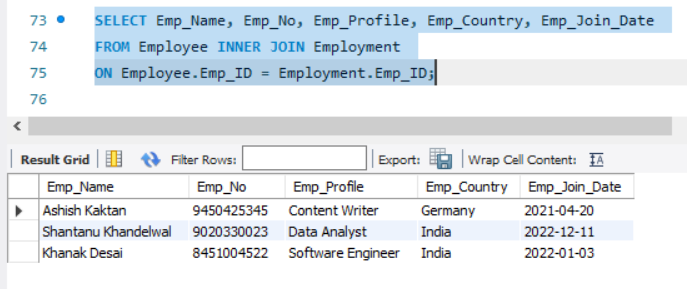 73 SELECT Emp_Name, Emp_No, Emp_Profile, Emp_Country, Emp_Join_Date
74 FROM Employee INNER JOIN Employment
75 ON Employee.Emp_ID = Employment.Emp_ID;
76
Result Grid Filter Rows: Export: Wrap Cell Content: IA
Emp_Name Emp_No Emp_Profile Emp_Country Emp_Join_Date
Ashish Kaktan 9450425345 Content Writer Germany 2021-04-20
Shantanu Khandelwal 9020330023 Data Analyst India 2022-12-11
Khanak Desai 8451004522 Software Engineer India 2022-01-03